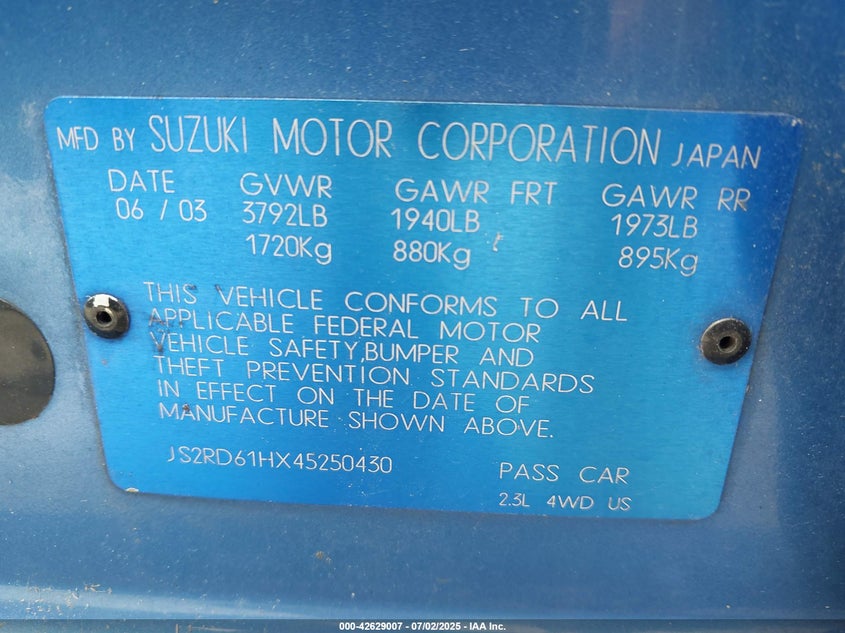 MFD BY SUZUKI MOTOR CORPORATION JAPAN
DATE GVWR GAWR FRT GAWR RR
06 / 03 3792LB 1940LB 1973LB
1720Kg 880Kg 895Kg
THIS VEHICLE CONFORMS TO ALL
APPLICABLE FEDERAL MOTOR
VEHICLE SAFETY,BUMPER AND
THEFT PREVENTION STANDARDS
IN EFFECT ON THE DATE OF
MANUFACTURE SHOWN ABOVE.
JS2RD61HX45250430 PASS CAR
2.3L 4WD US
000-42629007 - 07/02/2025 - IAA Inc.